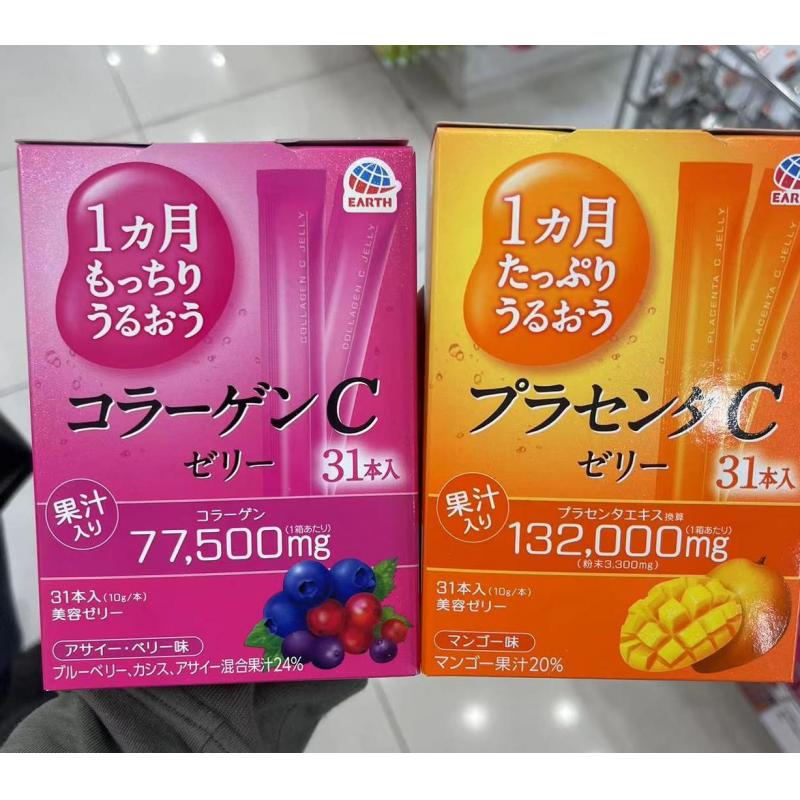 EARTH
1カ月
もっちり
うるおう
COLLAGEN C JELLY
COLLAGEN C JELLY
コラーゲンC
ゼリー
31本入
果汁
入り
コラーゲン
77,500mg
(1箱あたり)
31本入(10g/本)
美容ゼリー
アサイー・ベリー味
ブルーベリー、カシス、アサイー混合果汁24%
EARTH
1カ月
たっぷり
うるおう
PLACENTA C JELLY
PLACENTA C JELLY
プラセンタC
ゼリー
31本入
果汁
入り
プラセンタエキス換算
132,000mg
(1箱あたり)
(粉末3,300mg)
31本入(10g/本)
美容ゼリー
マンゴー味
マンゴー果汁20%